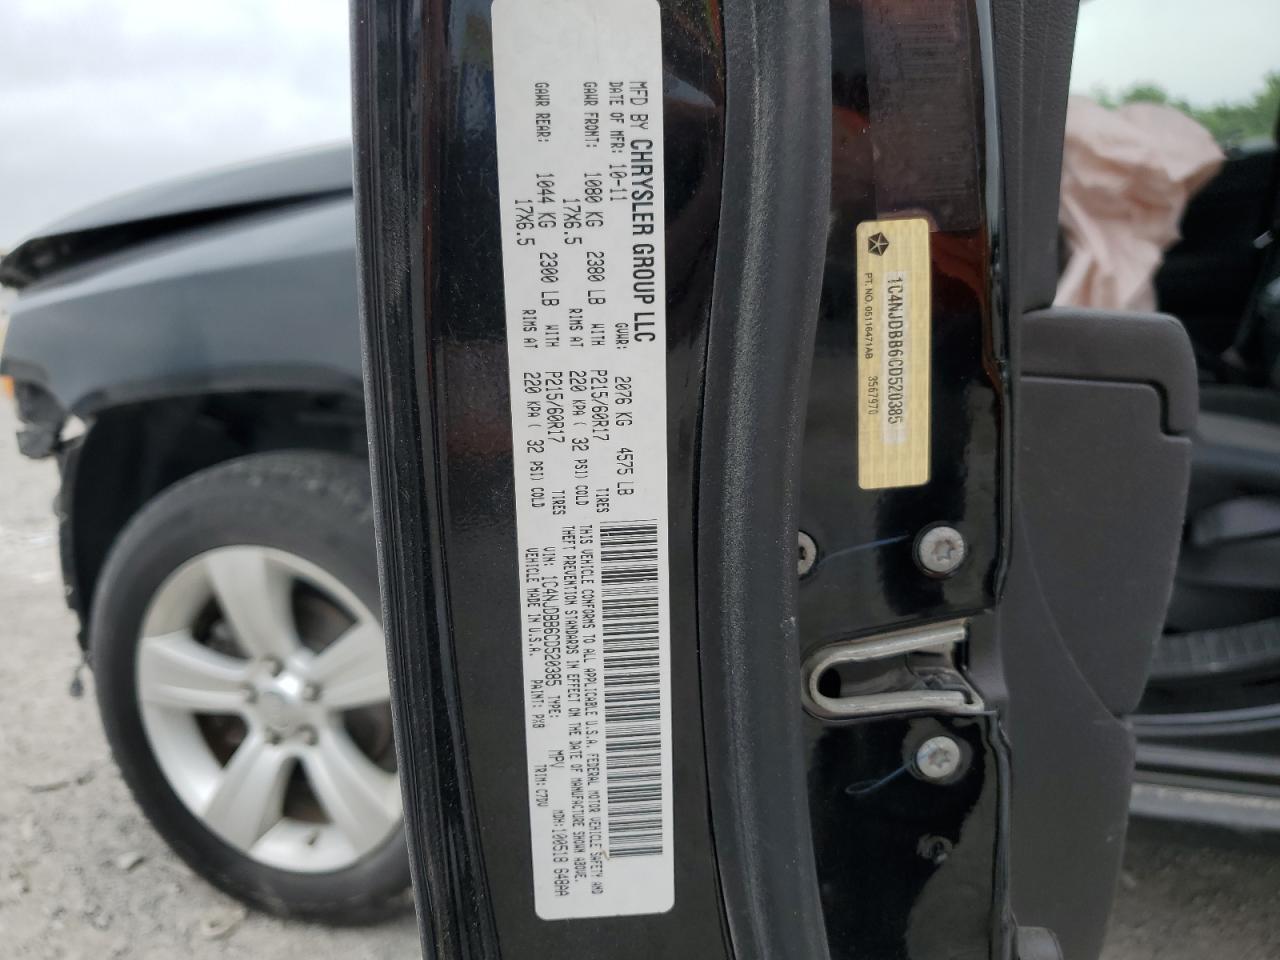 MFD BY CHRYSLER GROUP LLC
DATE OF MFR: 10-11 GVWR: 2076 KG 4575 LB
GAWR FRONT: 1080 KG 2380 LB WITH P215/60R17 TIRES
17X6.5 RIMS AT 220 KPA ( 32 PSI) COLD
GAWR REAR: 1044 KG 2300 LB WITH P215/60R17 TIRES
17X6.5 RIMS AT 220 KPA ( 32 PSI) COLD
THIS VEHICLE CONFORMS TO ALL APPLICABLE U.S.A. FEDERAL MOTOR VEHICLE SAFETY AND
THEFT PREVENTION STANDARDS IN EFFECT ON THE DATE OF MANUFACTURE SHOWN ABOVE.
VIN: 1C4NJDBB6CD520385 TYPE: MPV MDH:100518 648AA
VEHICLE MADE IN U.S.A. PAINT: PX8 TRIM: C7DV
1C4NJDBB6CD520385
PT. NO. 05116471AB 3567970